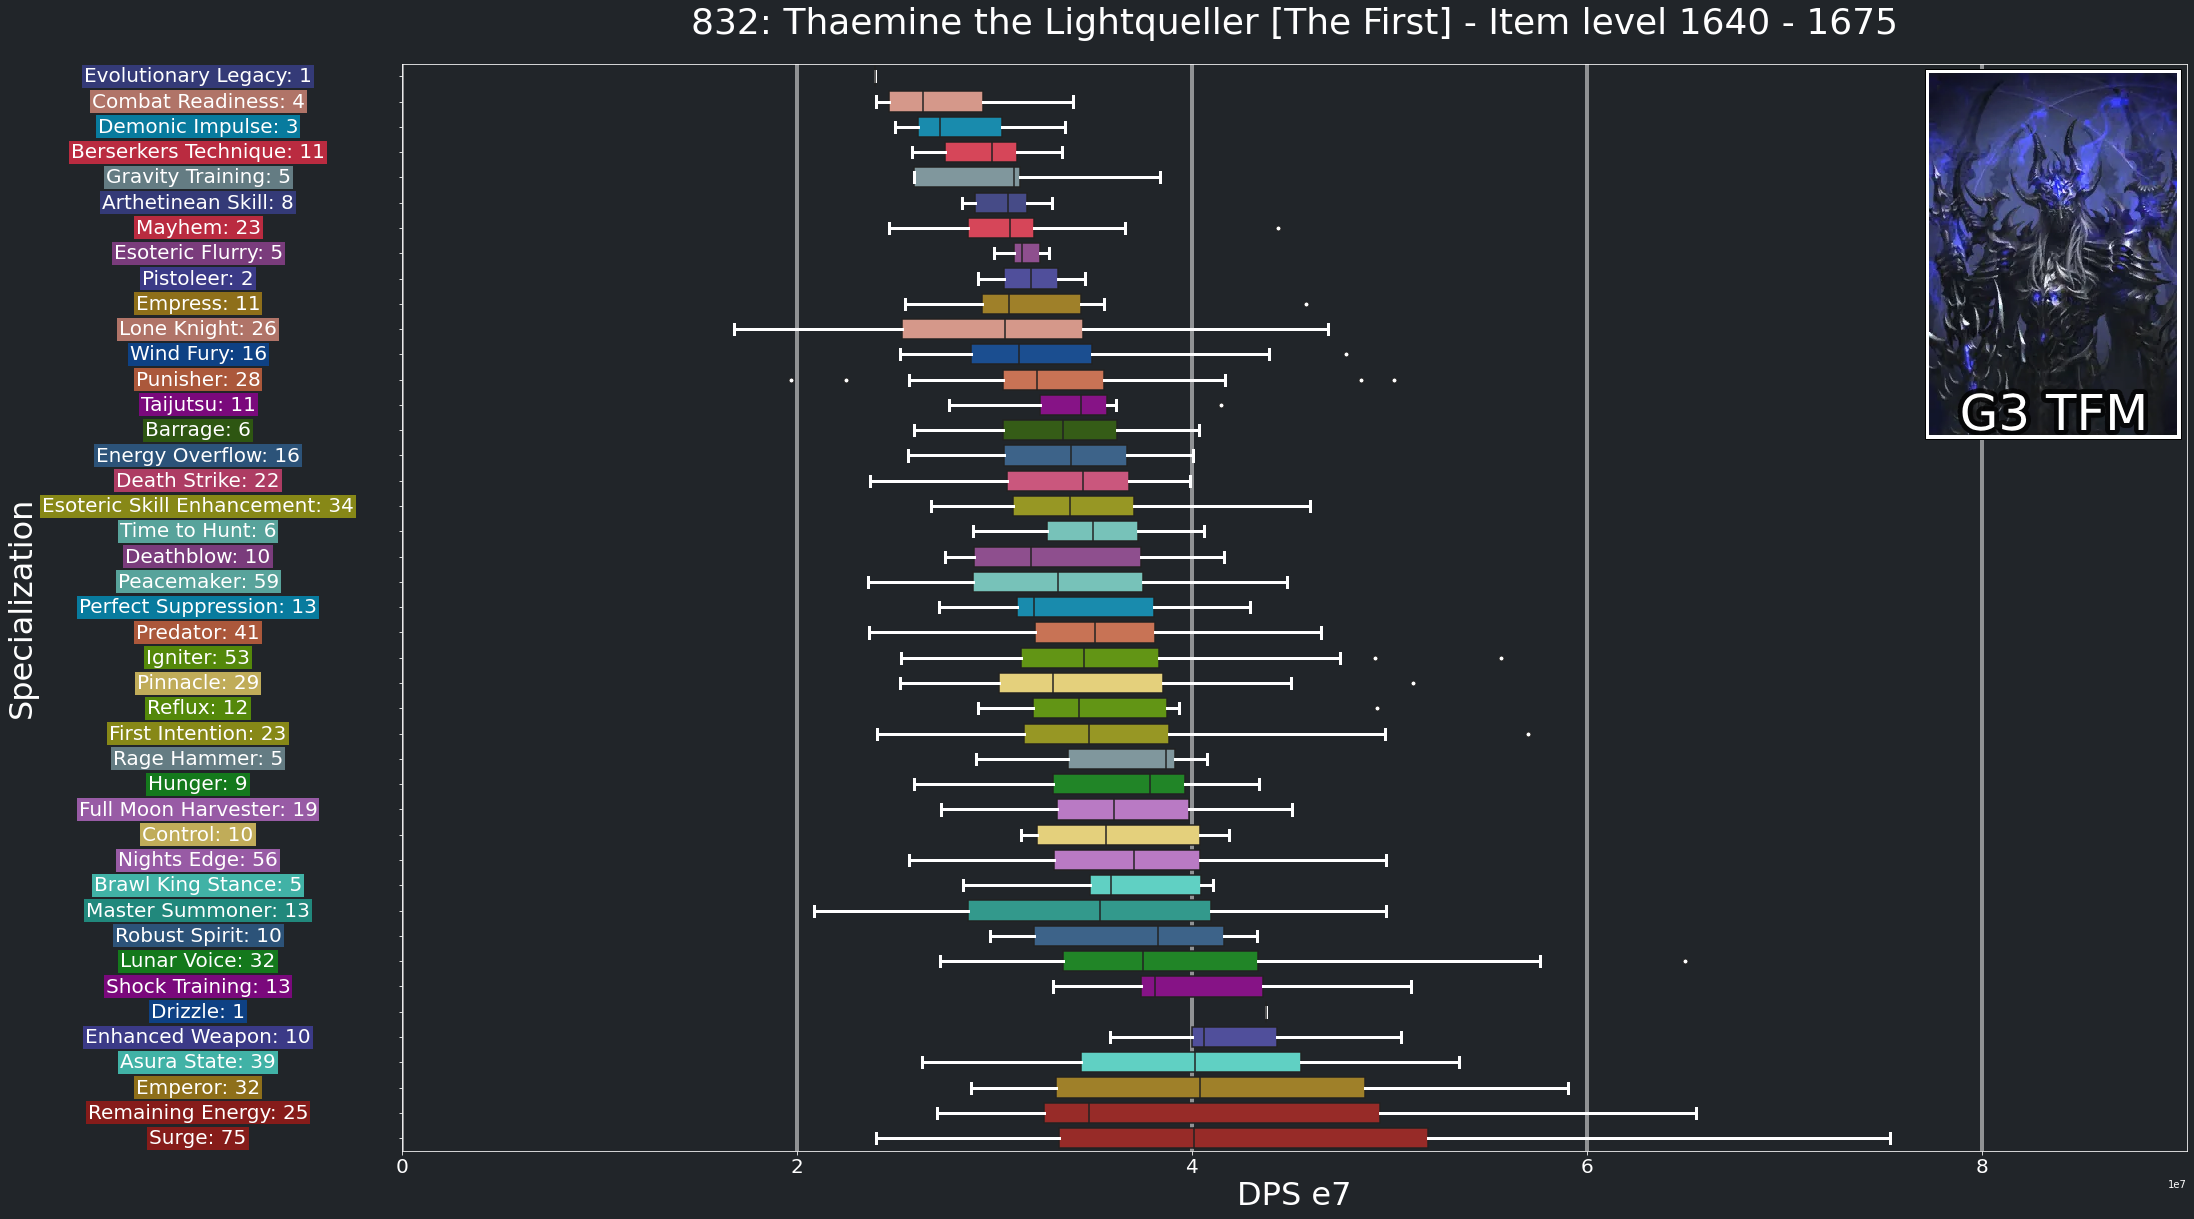 832: Thaemine the Lightqueller [The First] - Item level 1640 - 1675
Evolutionary Legacy: 1
Combat Readiness: 4
Demonic Impulse: 3
Berserkers Technique: 11
Gravity Training: 5
Arthetinean Skill: 8
Mayhem: 23
Esoteric Flurry: 5
Pistoleer: 2
Empress: 11
Lone Knight: 26
Wind Fury: 16
Punisher: 28
Taijutsu: 11
Barrage: 6
Energy Overflow: 16
Death Strike: 22
Esoteric Skill Enhancement: 34
Time to Hunt: 6
Deathblow: 10
Peacemaker: 59
Perfect Suppression: 13
Predator: 41
Igniter: 53
Pinnacle: 29
Reflux: 12
First Intention: 23
Rage Hammer: 5
Hunger: 9
Full Moon Harvester: 19
Control: 10
Nights Edge: 56
Brawl King Stance: 5
Master Summoner: 13
Robust Spirit: 10
Lunar Voice: 32
Shock Training: 13
Drizzle: 1
Enhanced Weapon: 10
Asura State: 39
Emperor: 32
Remaining Energy: 25
Surge: 75
Specialization
G3 TFM
0 2 4 6 8
DPS e7
1e7